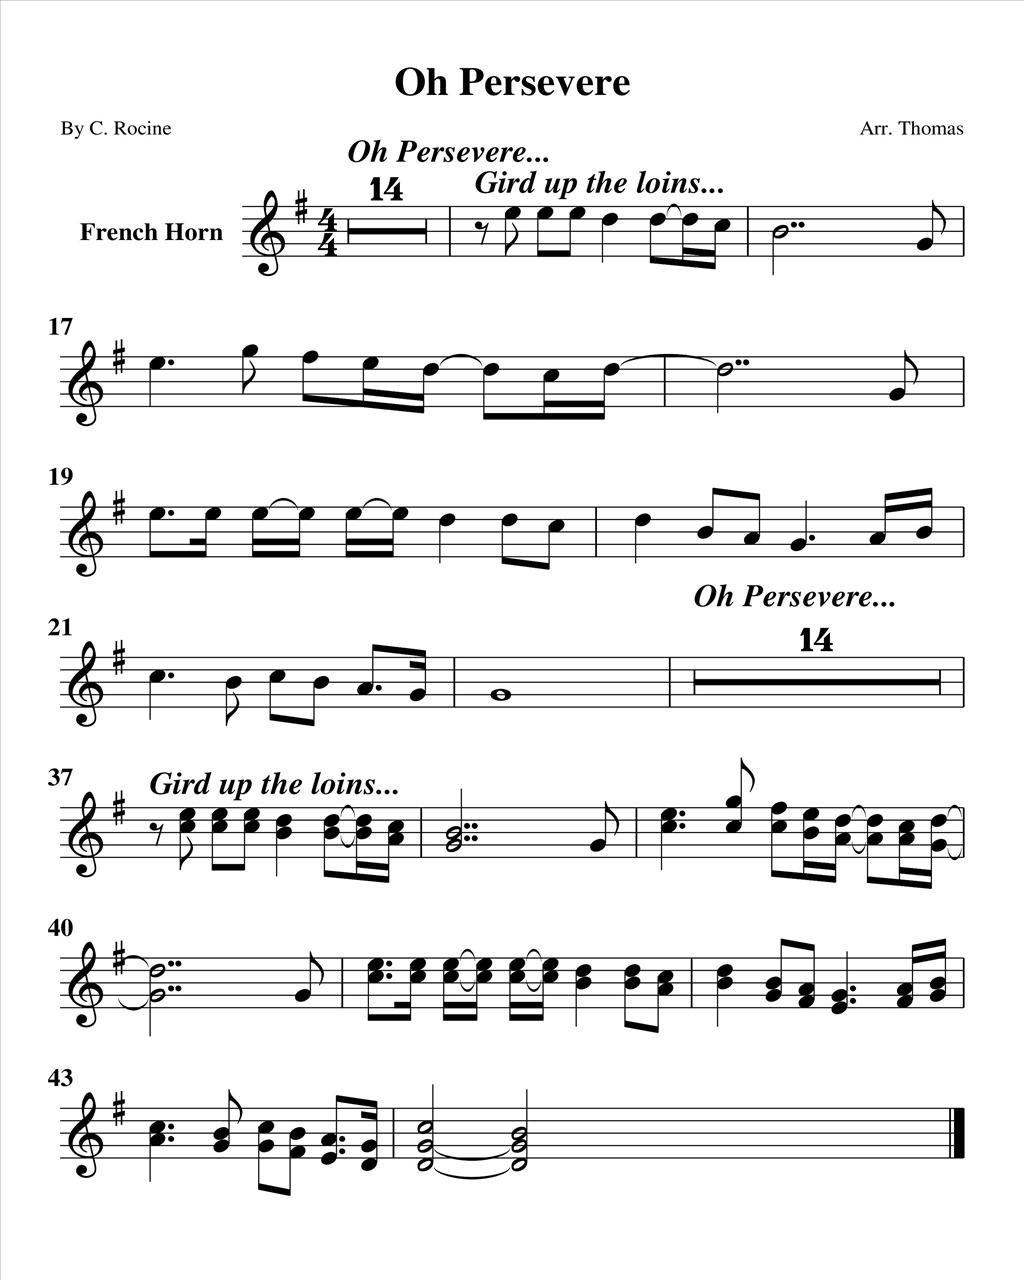 Oh Persevere
By C. Rocine Arr. Thomas
Oh Persevere...
14 Gird up the loins...
French Horn 4/4
17
19
Oh Persevere...
21 14
37 Gird up the loins...
40
43